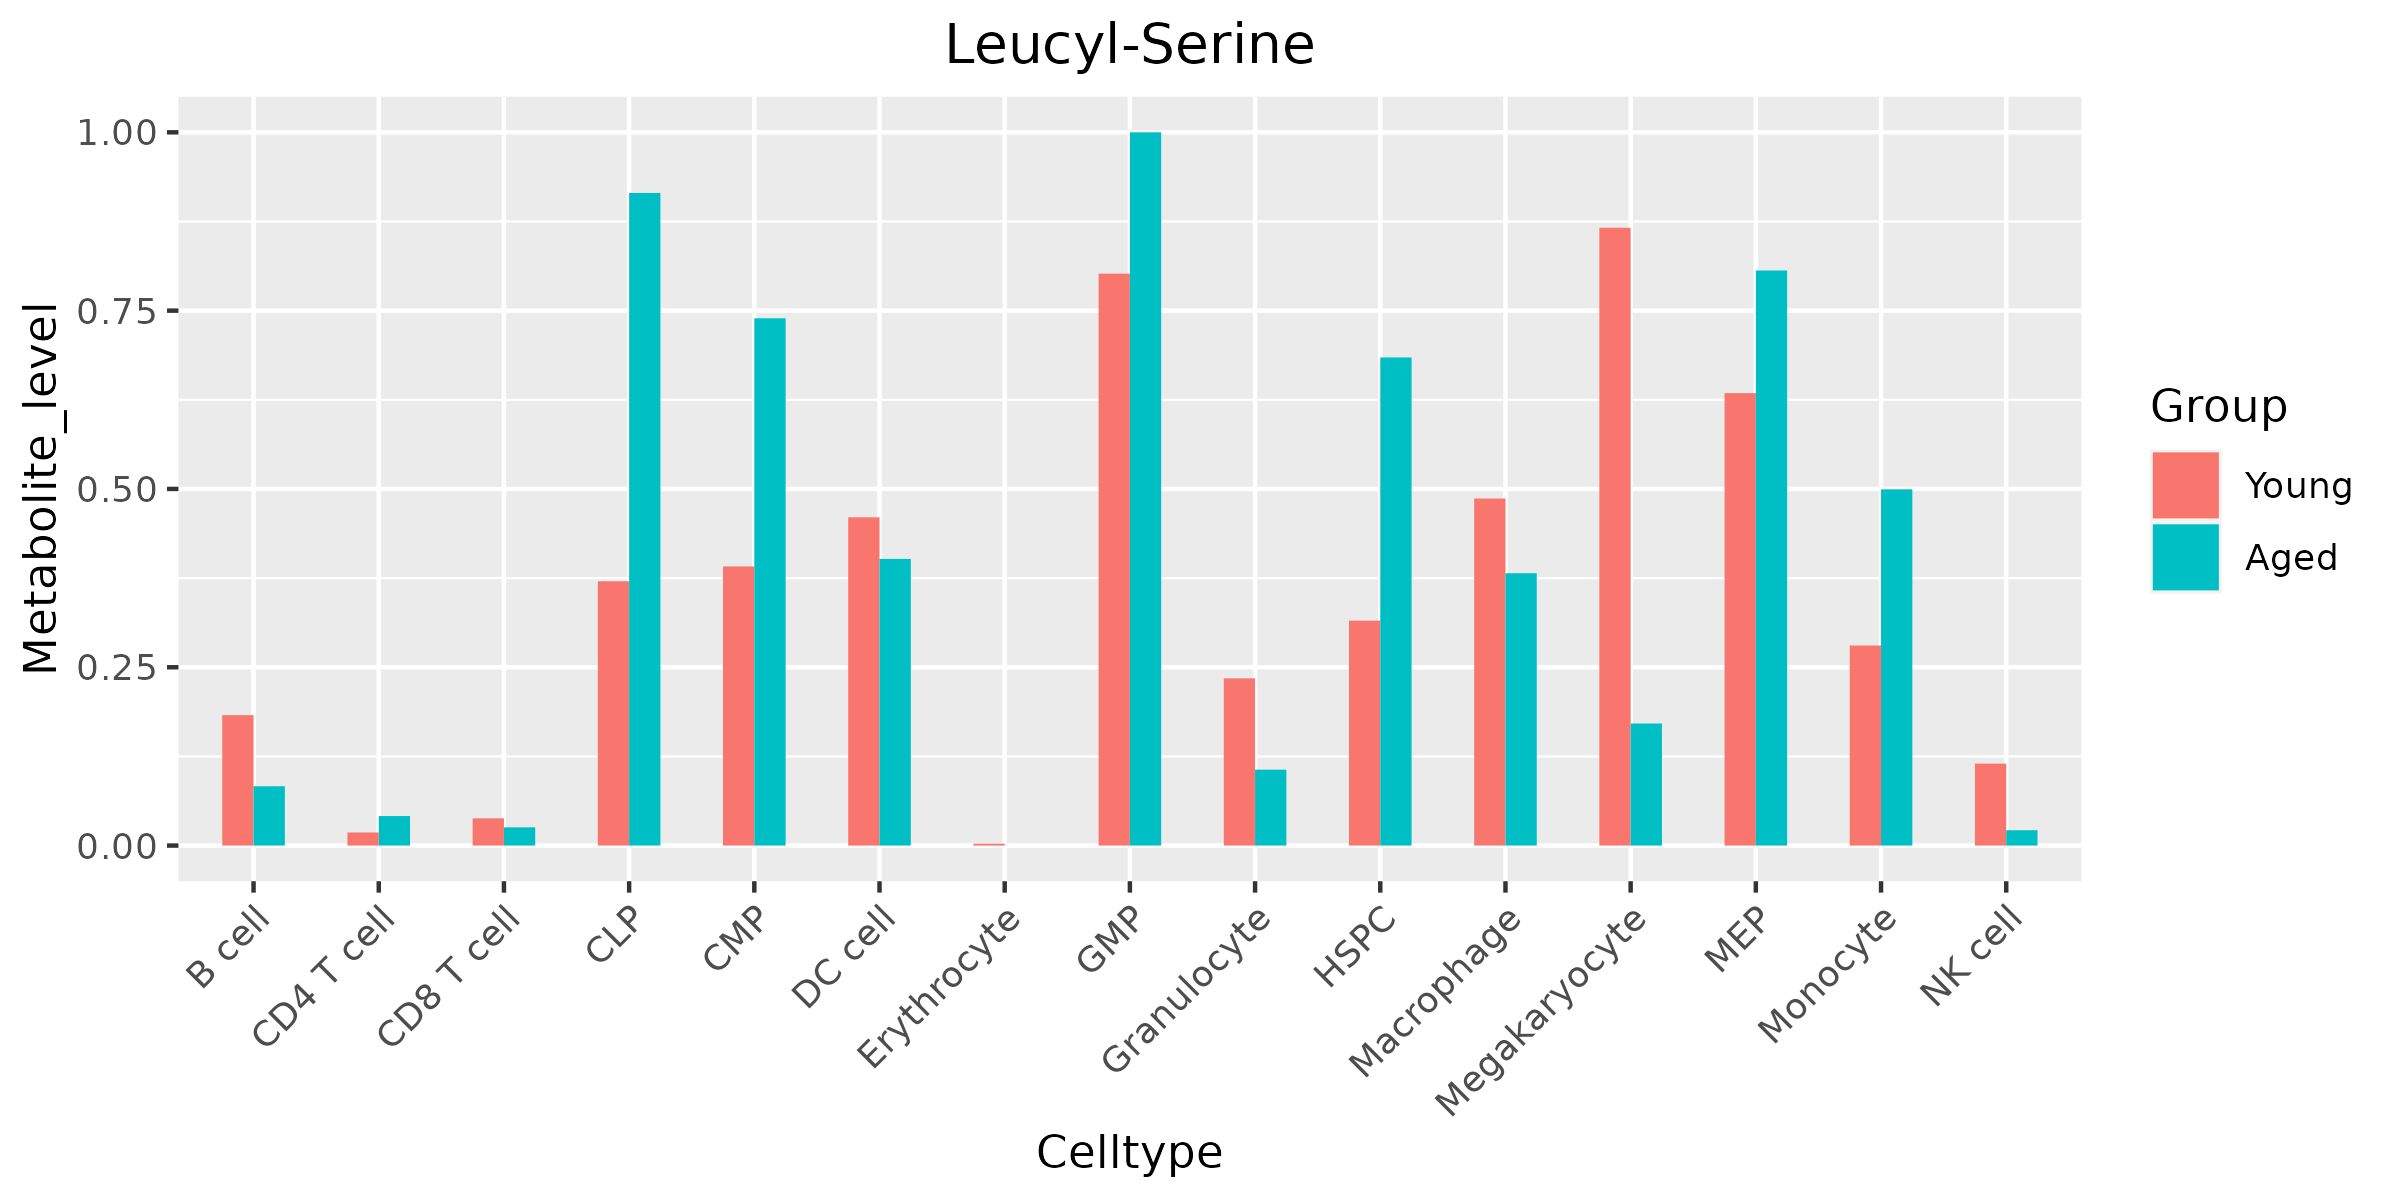 Leucyl-Serine
Metabolite_level
1.00
0.75
0.50
0.25
0.00
B cell
CD4 T cell
CD8 T cell
CLP
CMP
DC cell
Erythrocyte
GMP
Granulocyte
HSPC
Macrophage
Megakaryocyte
MEP
Monocyte
NK cell
Celltype
Group
Young
Aged